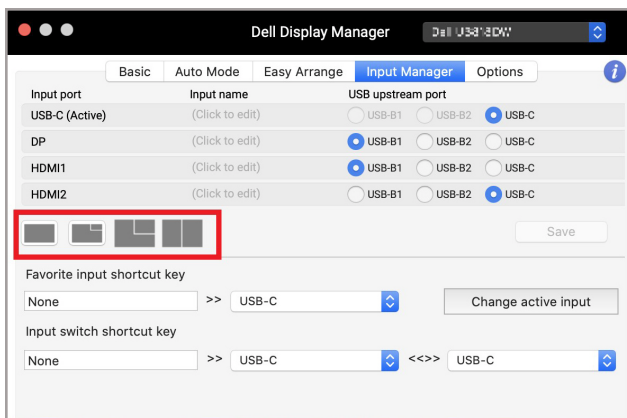 Dell Display Manager
Basic Auto Mode Easy Arrange Input Manager Options i
Input port Input name USB upstream port
USB-C (Active) (Click to edit) USB-B1 USB-B2 USB-C
DP (Click to edit) USB-B1 USB-B2 USB-C
HDMI1 (Click to edit) USB-B1 USB-B2 USB-C
HDMI2 (Click to edit) USB-B1 USB-B2 USB-C
Save
Favorite input shortcut key
None >> USB-C Change active input
Input switch shortcut key
None >> USB-C <<>> USB-C